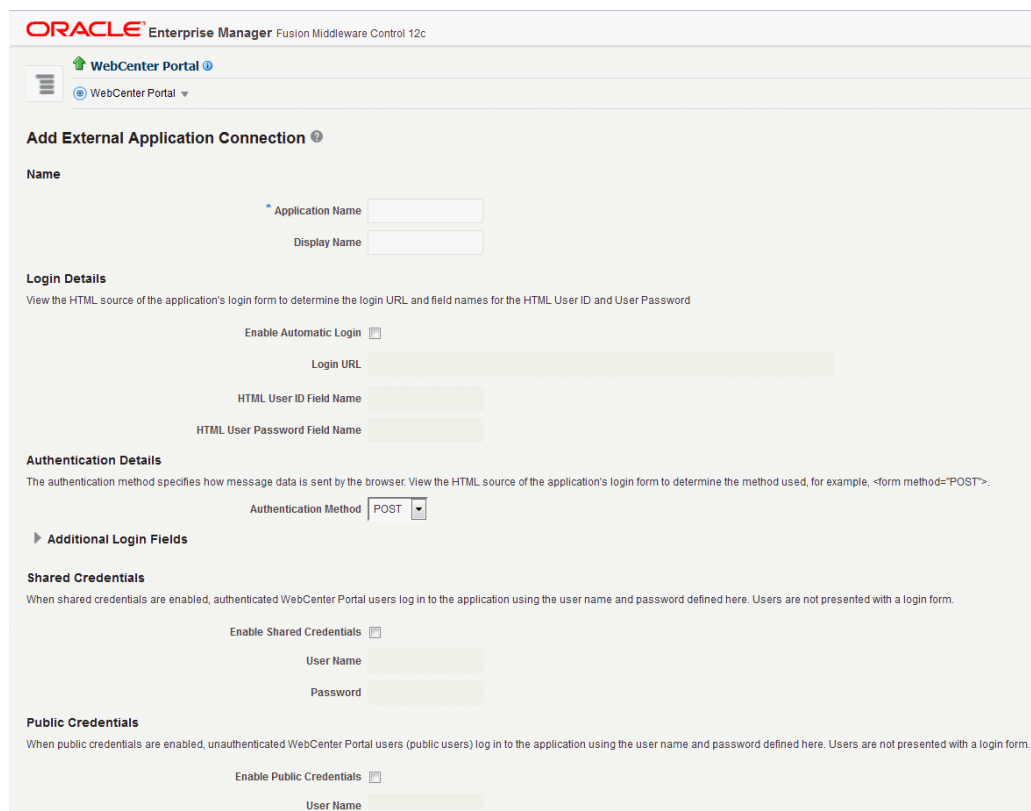 ORACLE Enterprise Manager Fusion Middleware Control 12c
WebCenter Portal
WebCenter Portal
Add External Application Connection
Name
* Application Name
Display Name
Login Details
View the HTML source of the application's login form to determine the login URL and field names for the HTML User ID and User Password
Enable Automatic Login
Login URL
HTML User ID Field Name
HTML User Password Field Name
Authentication Details
The authentication method specifies how message data is sent by the browser. View the HTML source of the application's login form to determine the method used, for example, <form method="POST">.
Authentication Method POST
Additional Login Fields
Shared Credentials
When shared credentials are enabled, authenticated WebCenter Portal users log in to the application using the user name and password defined here. Users are not presented with a login form.
Enable Shared Credentials
User Name
Password
Public Credentials
When public credentials are enabled, unauthenticated WebCenter Portal users (public users) log in to the application using the user name and password defined here. Users are not presented with a login form.
Enable Public Credentials
User Name